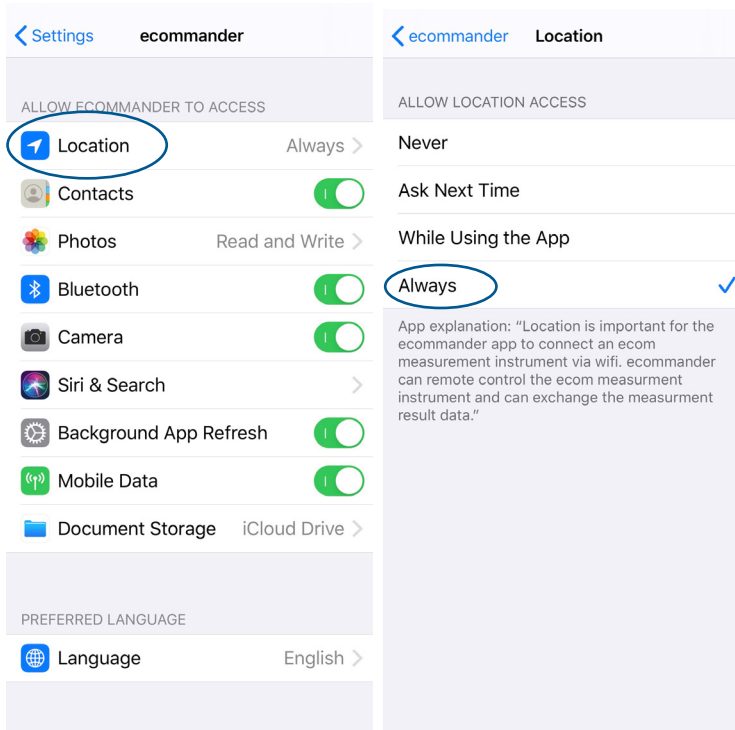 Settings
ecommander
ALLOW ECOMMANDER TO ACCESS
Location
Always
Contacts
Photos
Read and Write
Bluetooth
Camera
Siri & Search
Background App Refresh
Mobile Data
Document Storage
iCloud Drive
PREFERRED LANGUAGE
Language
English
ecommander
Location
ALLOW LOCATION ACCESS
Never
Ask Next Time
While Using the App
Always
App explanation: “Location is important for the
ecommander app to connect an ecom
measurement instrument via wifi. ecommander
can remote control the ecom measurment
instrument and can exchange the measurment
result data.”